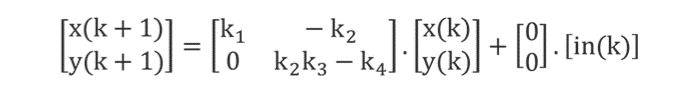 [x(k + 1)] = [k₁ − k₂] . [x(k)] + [0] . [in(k)]
[y(k + 1)] [0 k₂k₃ − k₄] [y(k)] [0]